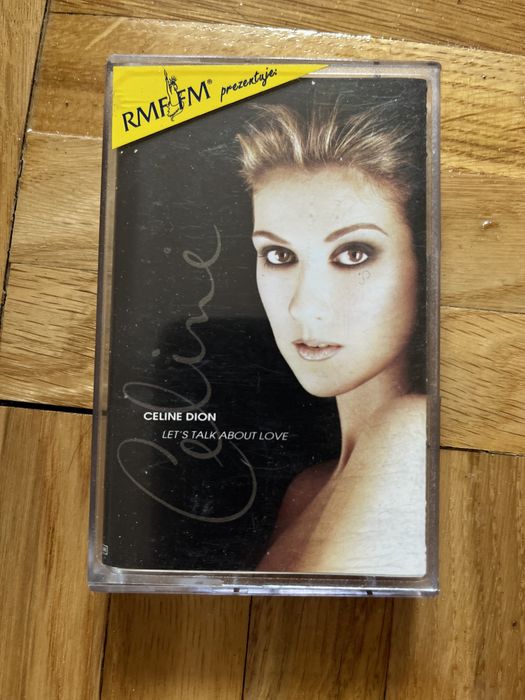 RMF FM® prezentuje:
Celine
CELINE DION
LET'S TALK ABOUT LOVE